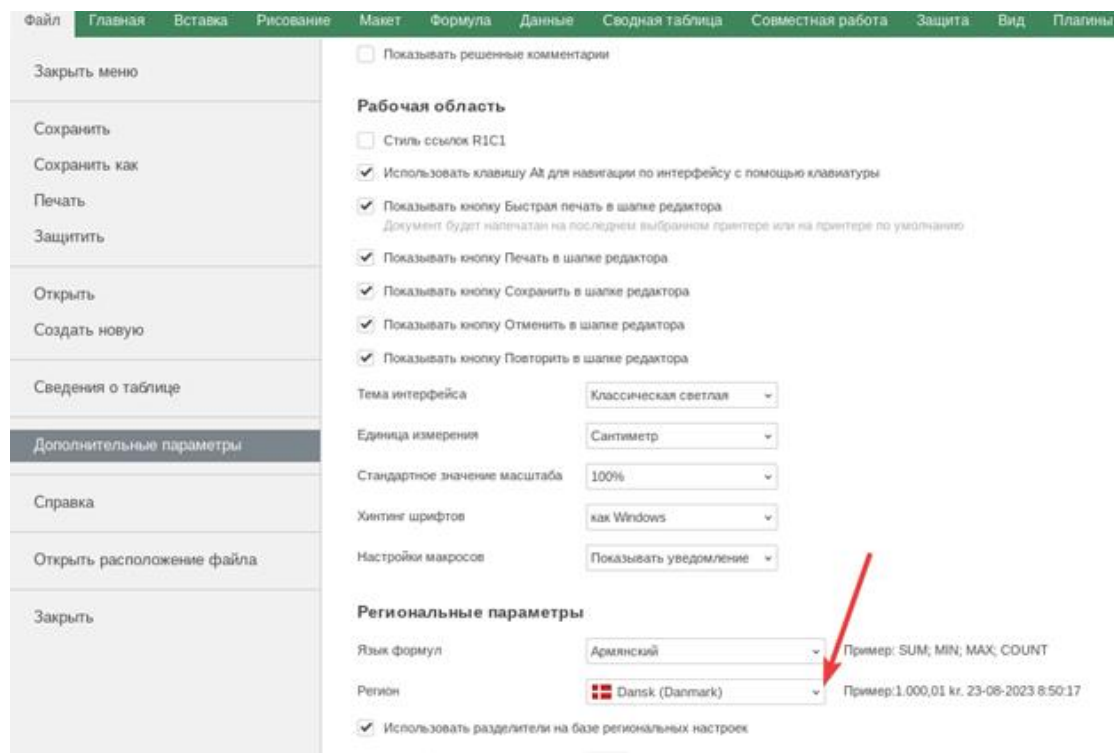 Файл Главная Вставка Рисование Макет Формула Данные Сводная таблица Совместная работа Защита Вид Плагины
Закрыть меню
Сохранить
Сохранить как
Печать
Защитить
Открыть
Создать новую
Сведения о таблице
Дополнительные параметры
Справка
Открыть расположение файла
Закрыть
Показывать решенные комментарии
Рабочая область
Стиль ссылок R1C1
Использовать клавишу Alt для навигации по интерфейсу с помощью клавиатуры
Показывать кнопку Быстрая печать в шапке редактора
Документ будет напечатан на последнем выбранном принтере или на принтере по умолчанию
Показывать кнопку Печать в шапке редактора
Показывать кнопку Сохранить в шапке редактора
Показывать кнопку Отменить в шапке редактора
Показывать кнопку Повторить в шапке редактора
Тема интерфейса Классическая светлая
Единица измерения Сантиметр
Стандартное значение масштаба 100%
Хинтинг шрифтов как Windows
Настройки макросов Показывать уведомление
Региональные параметры
Язык формул Армянский Пример: SUM; MIN; MAX; COUNT
Регион Dansk (Danmark) Пример:1.000,01 kr. 23-08-2023 8:50:17
Использовать разделители на базе региональных настроек